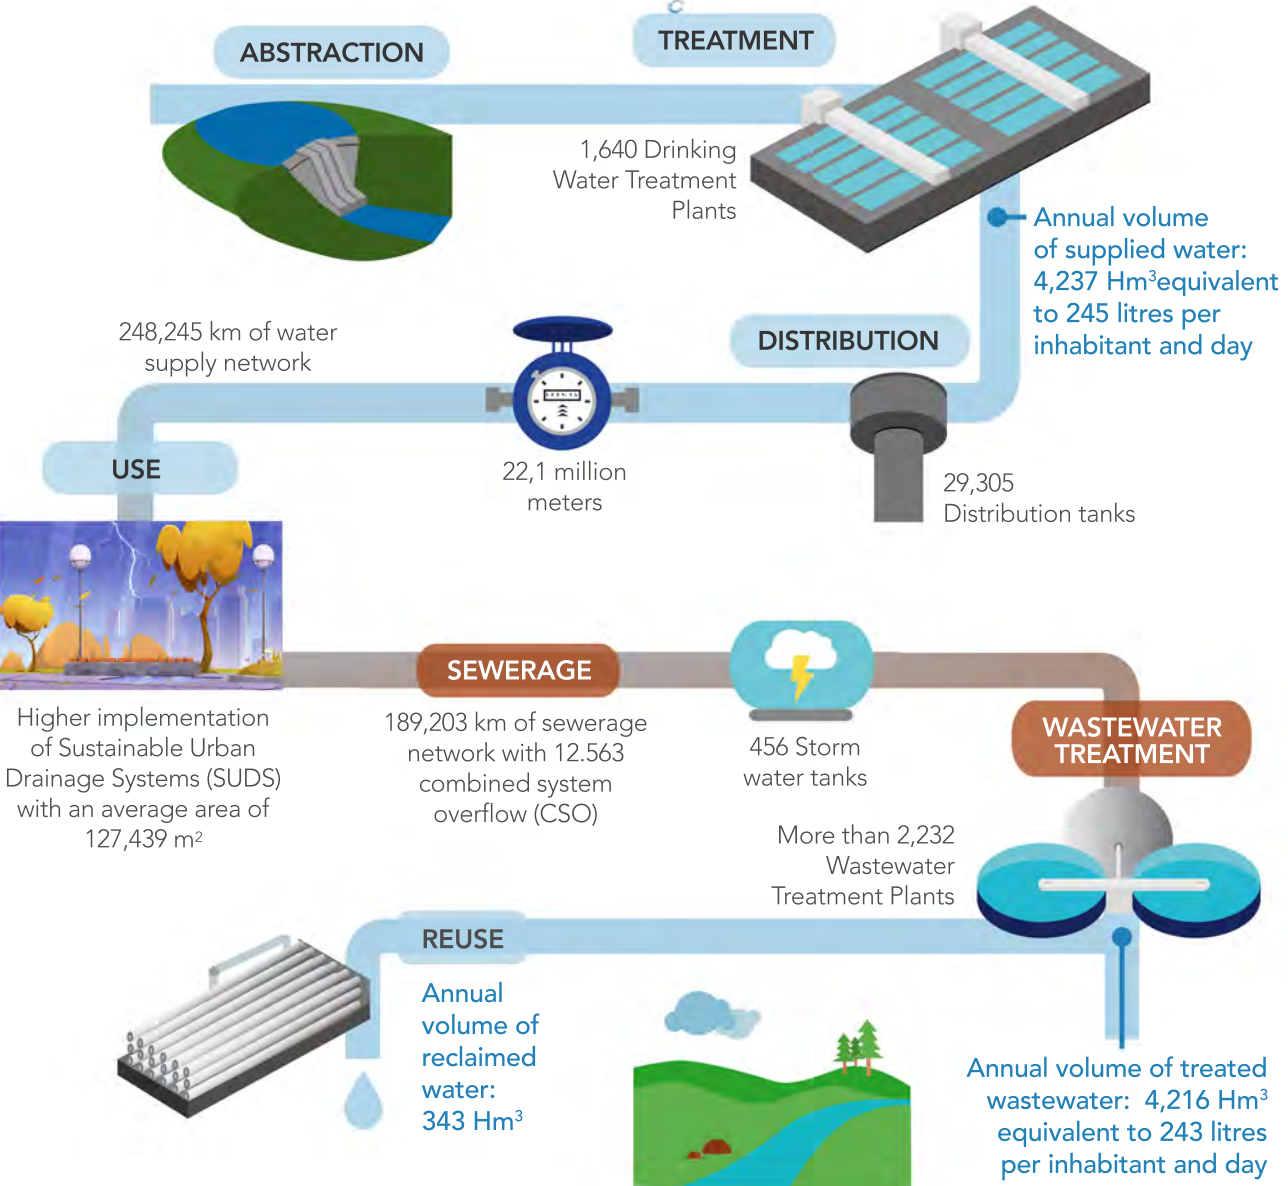 ABSTRACTION
TREATMENT
1,640 Drinking
Water Treatment
Plants
Annual volume
of supplied water:
4,237 Hm³equivalent
to 245 litres per
inhabitant and day
248,245 km of water
supply network
DISTRIBUTION
USE
22,1 million
meters
29,305
Distribution tanks
SEWERAGE
WASTEWATER
TREATMENT
Higher implementation
of Sustainable Urban
Drainage Systems (SUDS)
with an average area of
127,439 m²
189,203 km of sewerage
network with 12.563
combined system
overflow (CSO)
456 Storm
water tanks
More than 2,232
Wastewater
Treatment Plants
REUSE
Annual
volume of
reclaimed
water:
343 Hm³
Annual volume of treated
wastewater: 4,216 Hm³
equivalent to 243 litres
per inhabitant and day